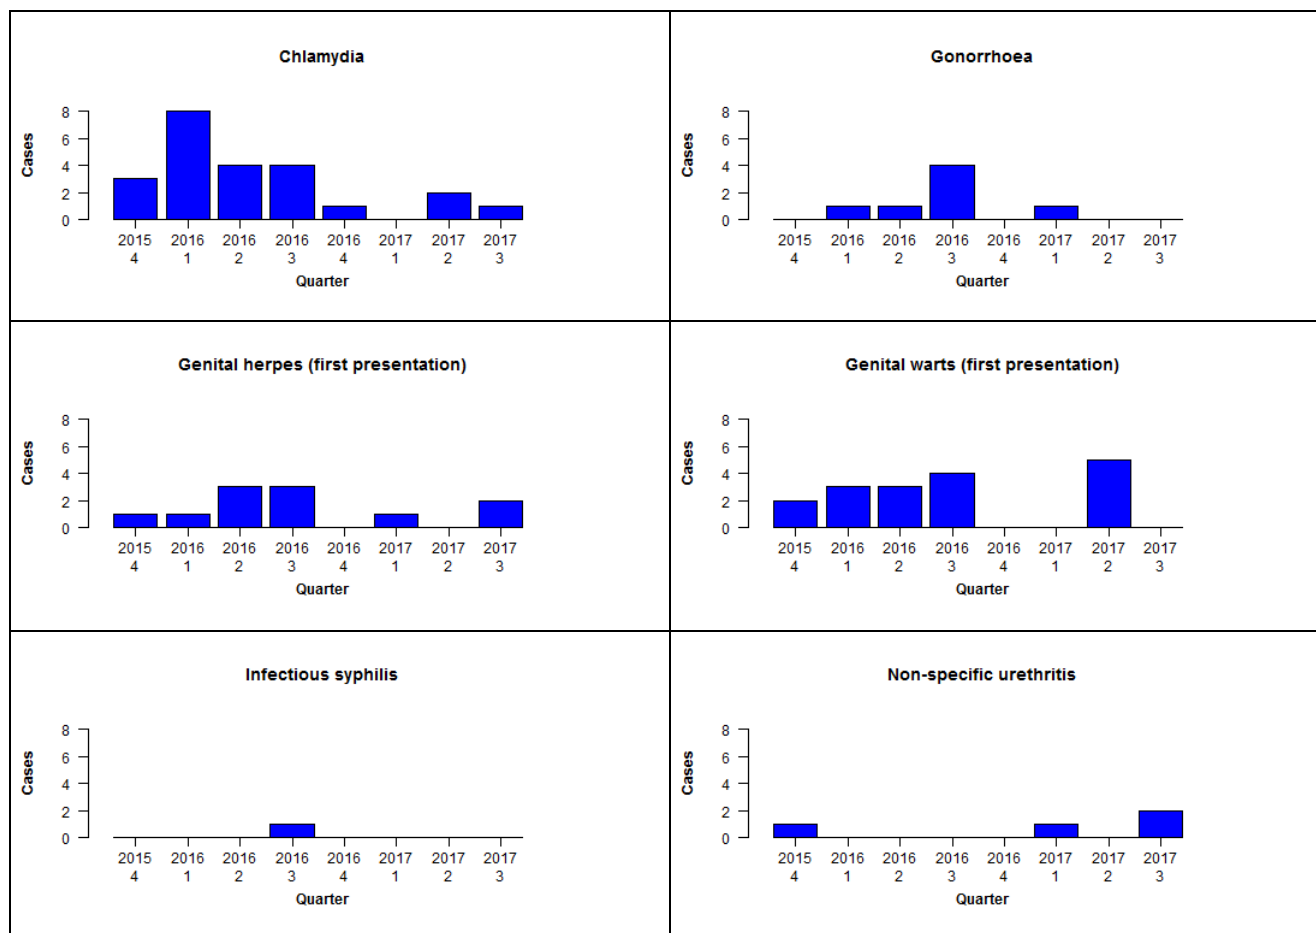 Chlamydia
Cases
8
6
4
2
0
2015 2016 2016 2016 2016 2017 2017 2017
4 1 2 3 4 1 2 3
Quarter
Gonorrhoea
Cases
8
6
4
2
0
2015 2016 2016 2016 2016 2017 2017 2017
4 1 2 3 4 1 2 3
Quarter
Genital herpes (first presentation)
Cases
8
6
4
2
0
2015 2016 2016 2016 2016 2017 2017 2017
4 1 2 3 4 1 2 3
Quarter
Genital warts (first presentation)
Cases
8
6
4
2
0
2015 2016 2016 2016 2016 2017 2017 2017
4 1 2 3 4 1 2 3
Quarter
Infectious syphilis
Cases
8
6
4
2
0
2015 2016 2016 2016 2016 2017 2017 2017
4 1 2 3 4 1 2 3
Quarter
Non-specific urethritis
Cases
8
6
4
2
0
2015 2016 2016 2016 2016 2017 2017 2017
4 1 2 3 4 1 2 3
Quarter